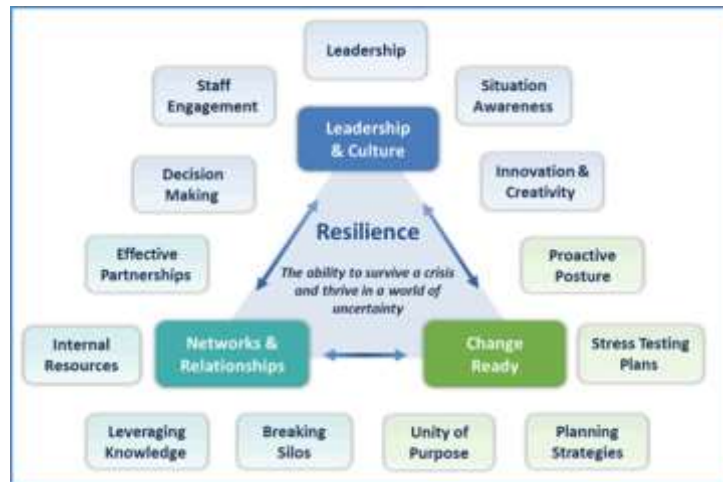 Leadership
Staff
Engagement
Situation
Awareness
Leadership
& Culture
Decision
Making
Innovation &
Creativity
Resilience
The ability to survive a crisis
and thrive in a world of
uncertainty
Effective
Partnerships
Proactive
Posture
Internal
Resources
Networks &
Relationships
Change
Ready
Stress Testing
Plans
Leveraging
Knowledge
Breaking
Silos
Unity of
Purpose
Planning
Strategies